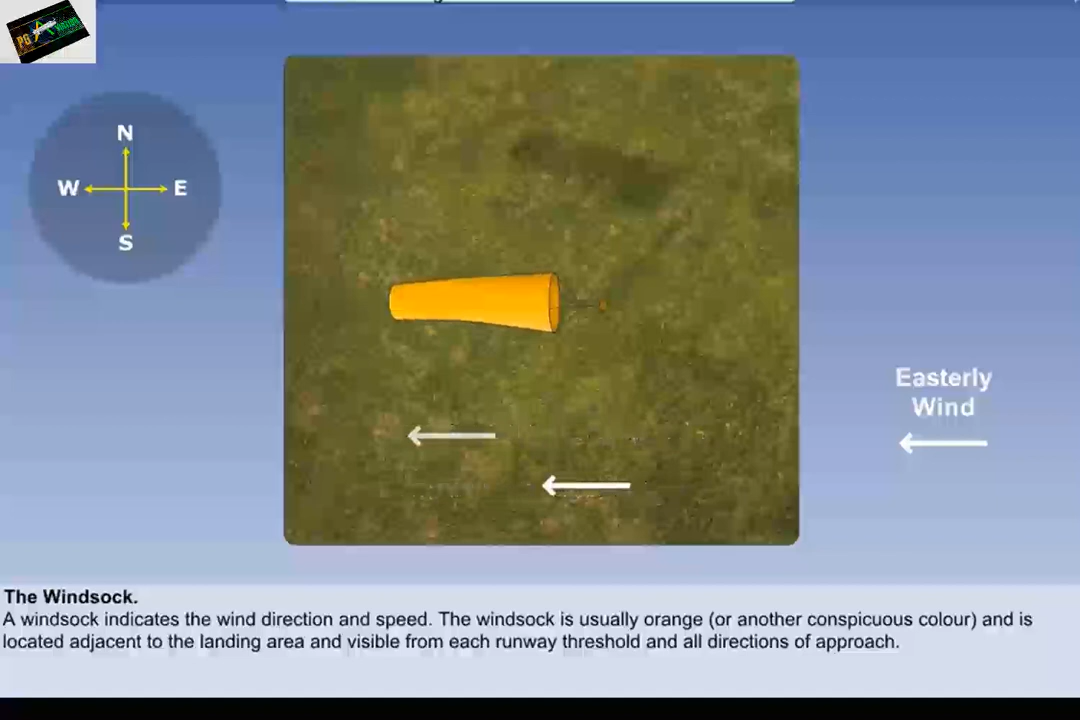 PG
AVIATION
N
W E
S
Easterly
Wind
The Windsock.
A windsock indicates the wind direction and speed. The windsock is usually orange (or another conspicuous colour) and is
located adjacent to the landing area and visible from each runway threshold and all directions of approach.